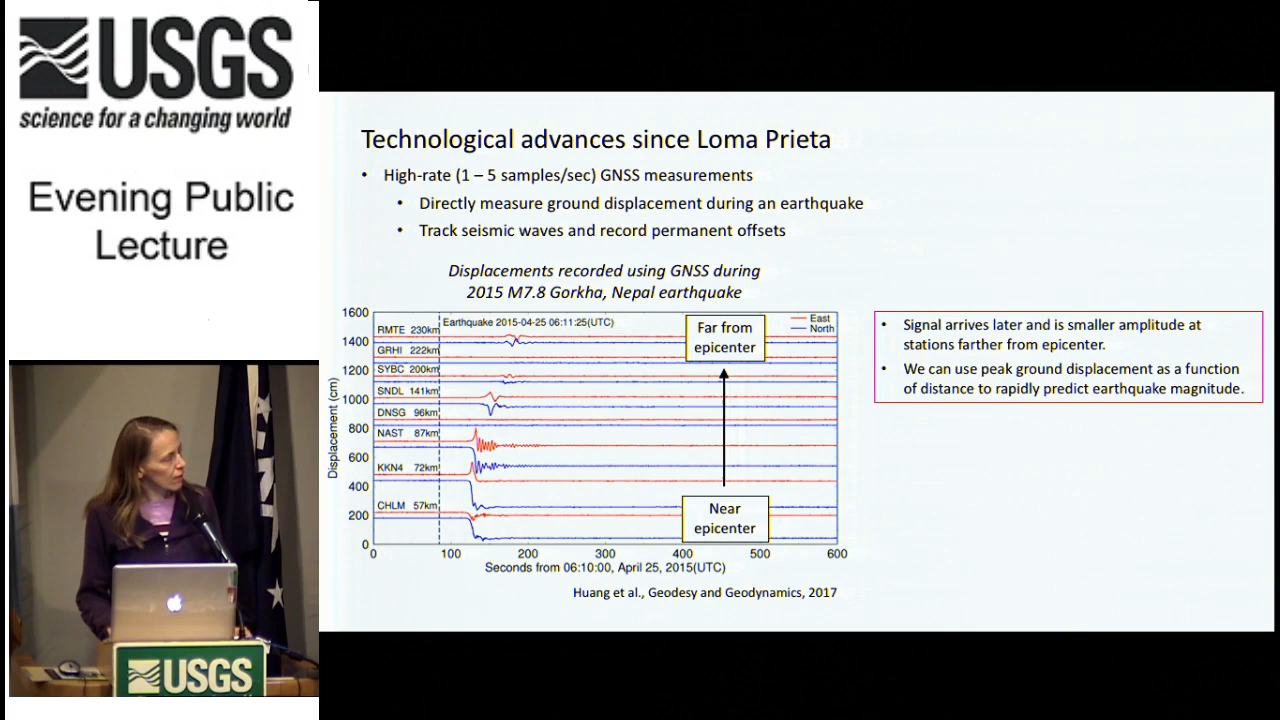 USGS
science for a changing world
Evening Public
Lecture
USGS
Technological advances since Loma Prieta
• High-rate (1 – 5 samples/sec) GNSS measurements
• Directly measure ground displacement during an earthquake
• Track seismic waves and record permanent offsets
Displacements recorded using GNSS during
2015 M7.8 Gorkha, Nepal earthquake
Displacement (cm)
1600
1400
1200
1000
800
600
400
200
0
Earthquake 2015-04-25 06:11:25(UTC)
East
North
RMTE 230km
GRHI 222km
SYBC 200km
SNDL 141km
DNSG 96km
NAST 87km
KKN4 72km
CHLM 57km
Far from
epicenter
Near
epicenter
0 100 200 300 400 500 600
Seconds from 06:10:00, April 25, 2015(UTC)
Huang et al., Geodesy and Geodynamics, 2017
• Signal arrives later and is smaller amplitude at
stations farther from epicenter.
• We can use peak ground displacement as a function
of distance to rapidly predict earthquake magnitude.